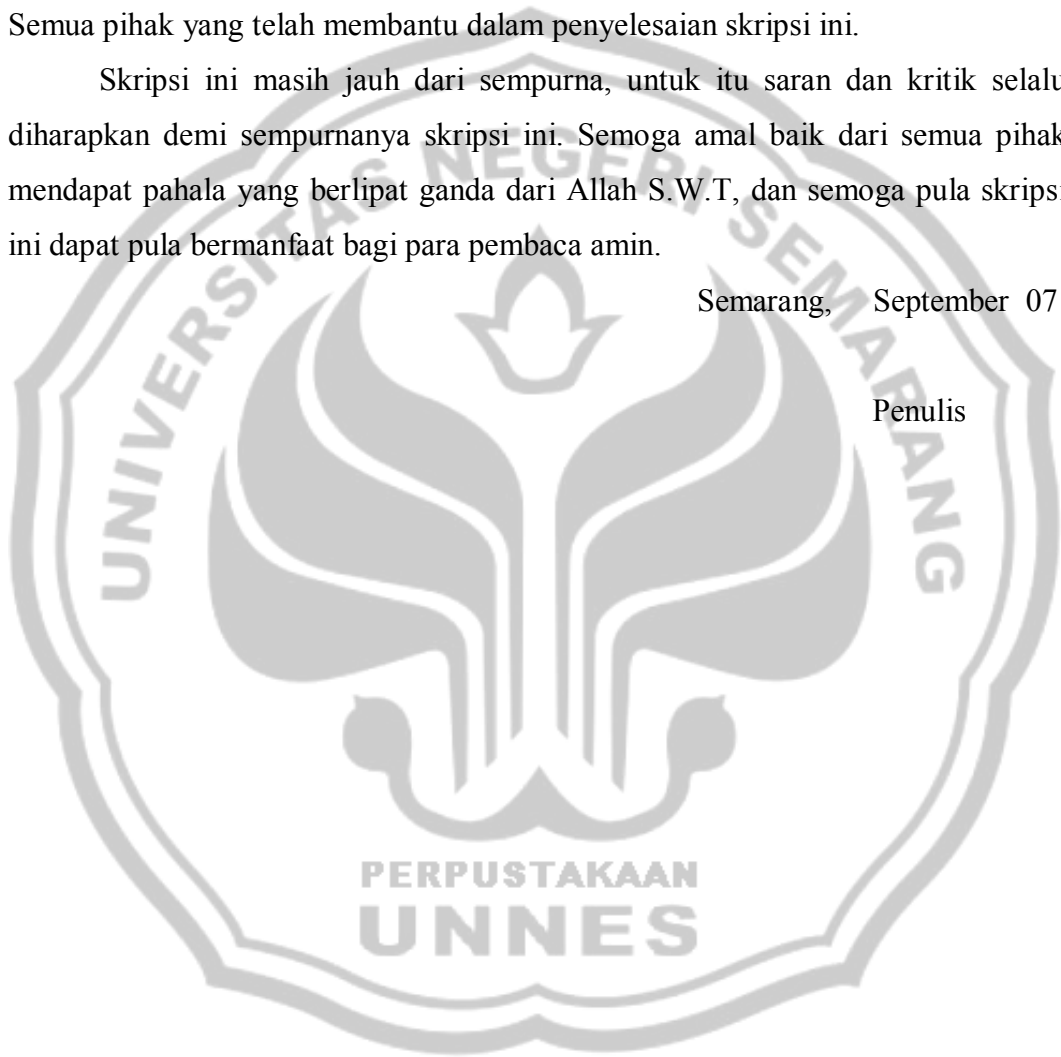 Semua pihak yang telah membantu dalam penyelesaian skripsi ini.
Skripsi ini masih jauh dari sempurna, untuk itu saran dan kritik selalu
diharapkan demi sempurnanya skripsi ini. Semoga amal baik dari semua pihak
mendapat pahala yang berlipat ganda dari Allah S.W.T, dan semoga pula skripsi
ini dapat pula bermanfaat bagi para pembaca amin.
Semarang, September 07
Penulis
UNIVERSITAS NEGERI SEMARANG
PERPUSTAKAAN
UNNES